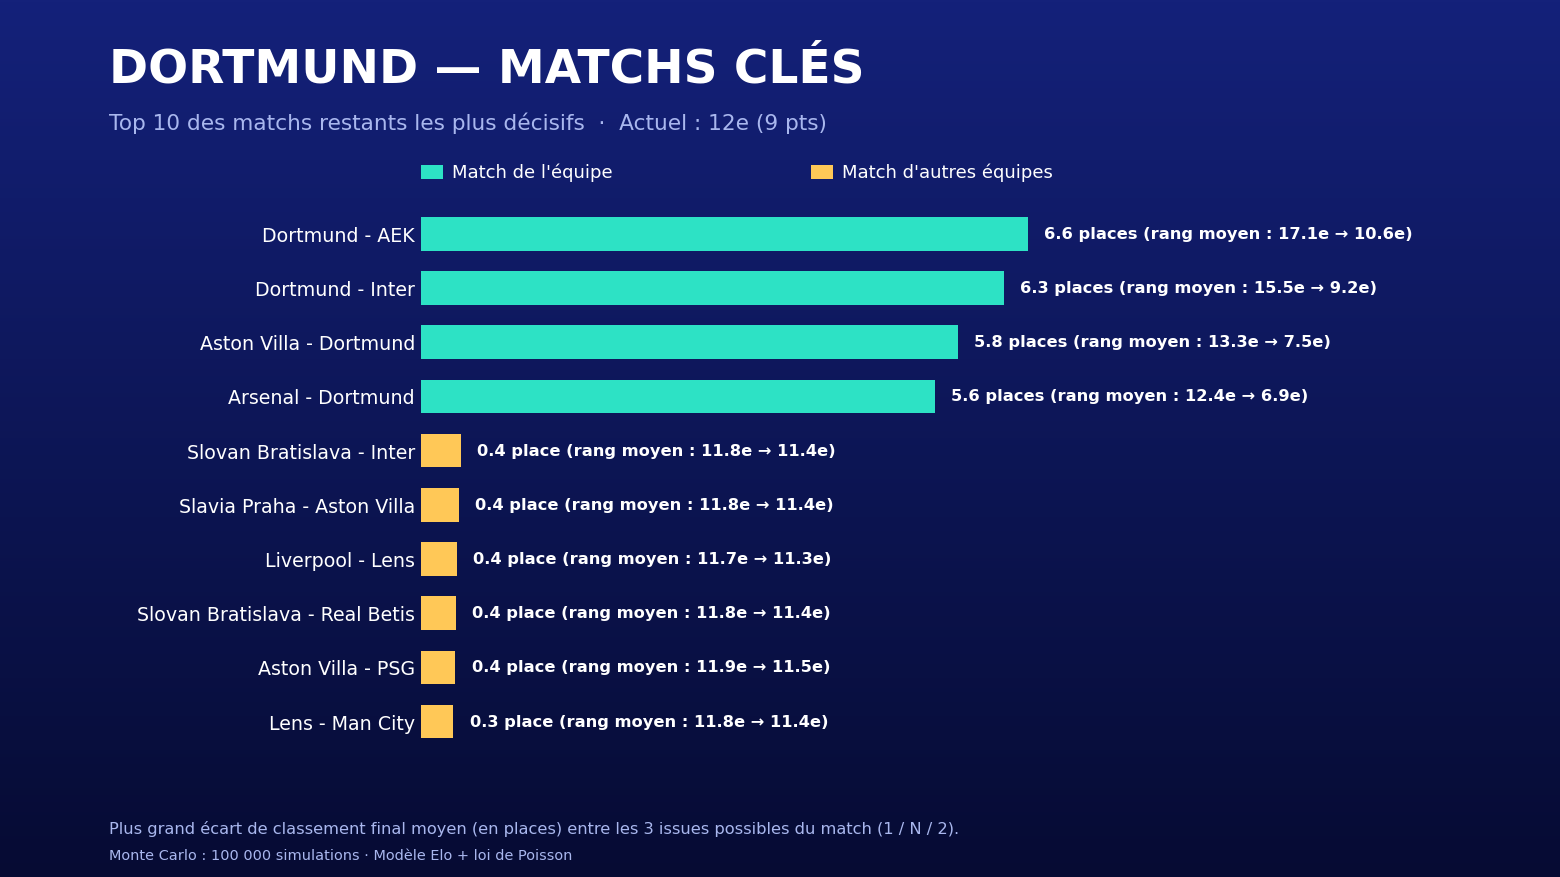 DORTMUND — MATCHS CLÉS
Top 10 des matchs restants les plus décisifs · Actuel : 12e (9 pts)
Match de l'équipe
Match d'autres équipes
Dortmund - AEK 6.6 places (rang moyen : 17.1e → 10.6e)
Dortmund - Inter 6.3 places (rang moyen : 15.5e → 9.2e)
Aston Villa - Dortmund 5.8 places (rang moyen : 13.3e → 7.5e)
Arsenal - Dortmund 5.6 places (rang moyen : 12.4e → 6.9e)
Slovan Bratislava - Inter 0.4 place (rang moyen : 11.8e → 11.4e)
Slavia Praha - Aston Villa 0.4 place (rang moyen : 11.8e → 11.4e)
Liverpool - Lens 0.4 place (rang moyen : 11.7e → 11.3e)
Slovan Bratislava - Real Betis 0.4 place (rang moyen : 11.8e → 11.4e)
Aston Villa - PSG 0.4 place (rang moyen : 11.9e → 11.5e)
Lens - Man City 0.3 place (rang moyen : 11.8e → 11.4e)
Plus grand écart de classement final moyen (en places) entre les 3 issues possibles du match (1 / N / 2).
Monte Carlo : 100 000 simulations · Modèle Elo + loi de Poisson